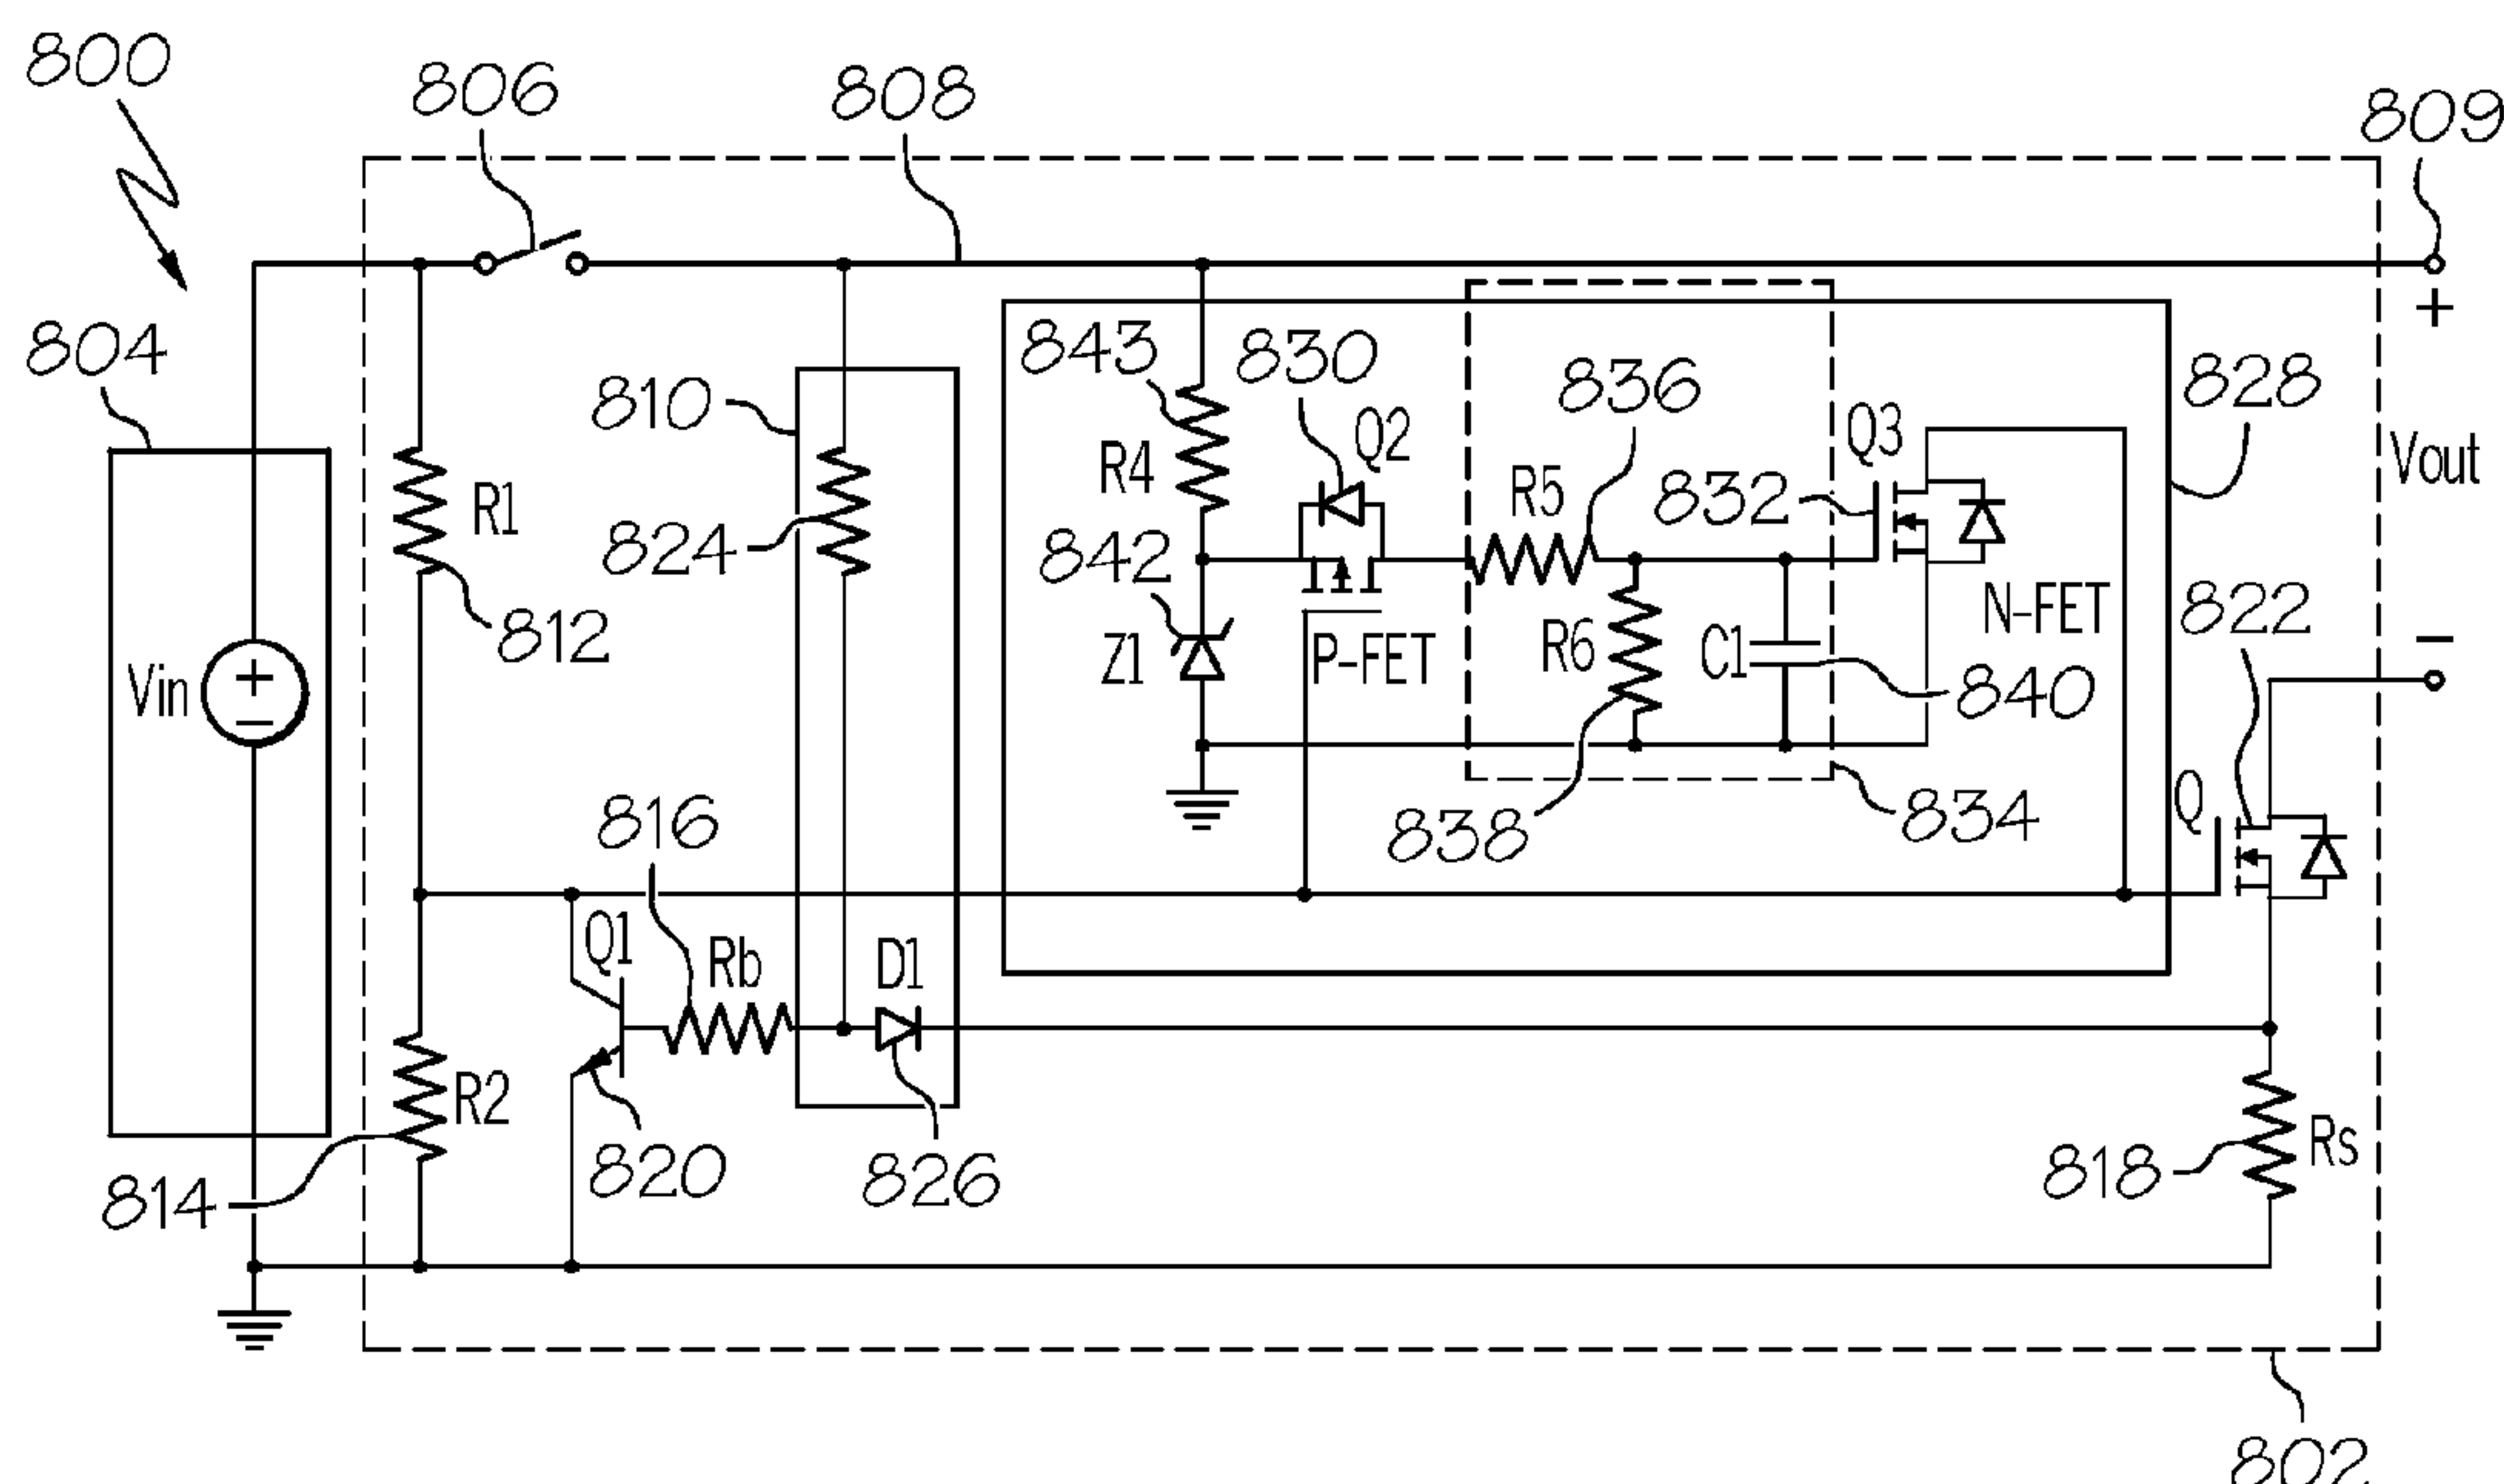 800
806
808
809
+
804
843
830
Q2
836
Q3
828
810
R4
R5
832
Vout
R1
824
842
N-FET
822
812
Z1
P-FET
R6
C1
−
Vin
+
−
840
838
834
Q
816
Q1
Rb
D1
R2
820
826
818
Rs
814
802